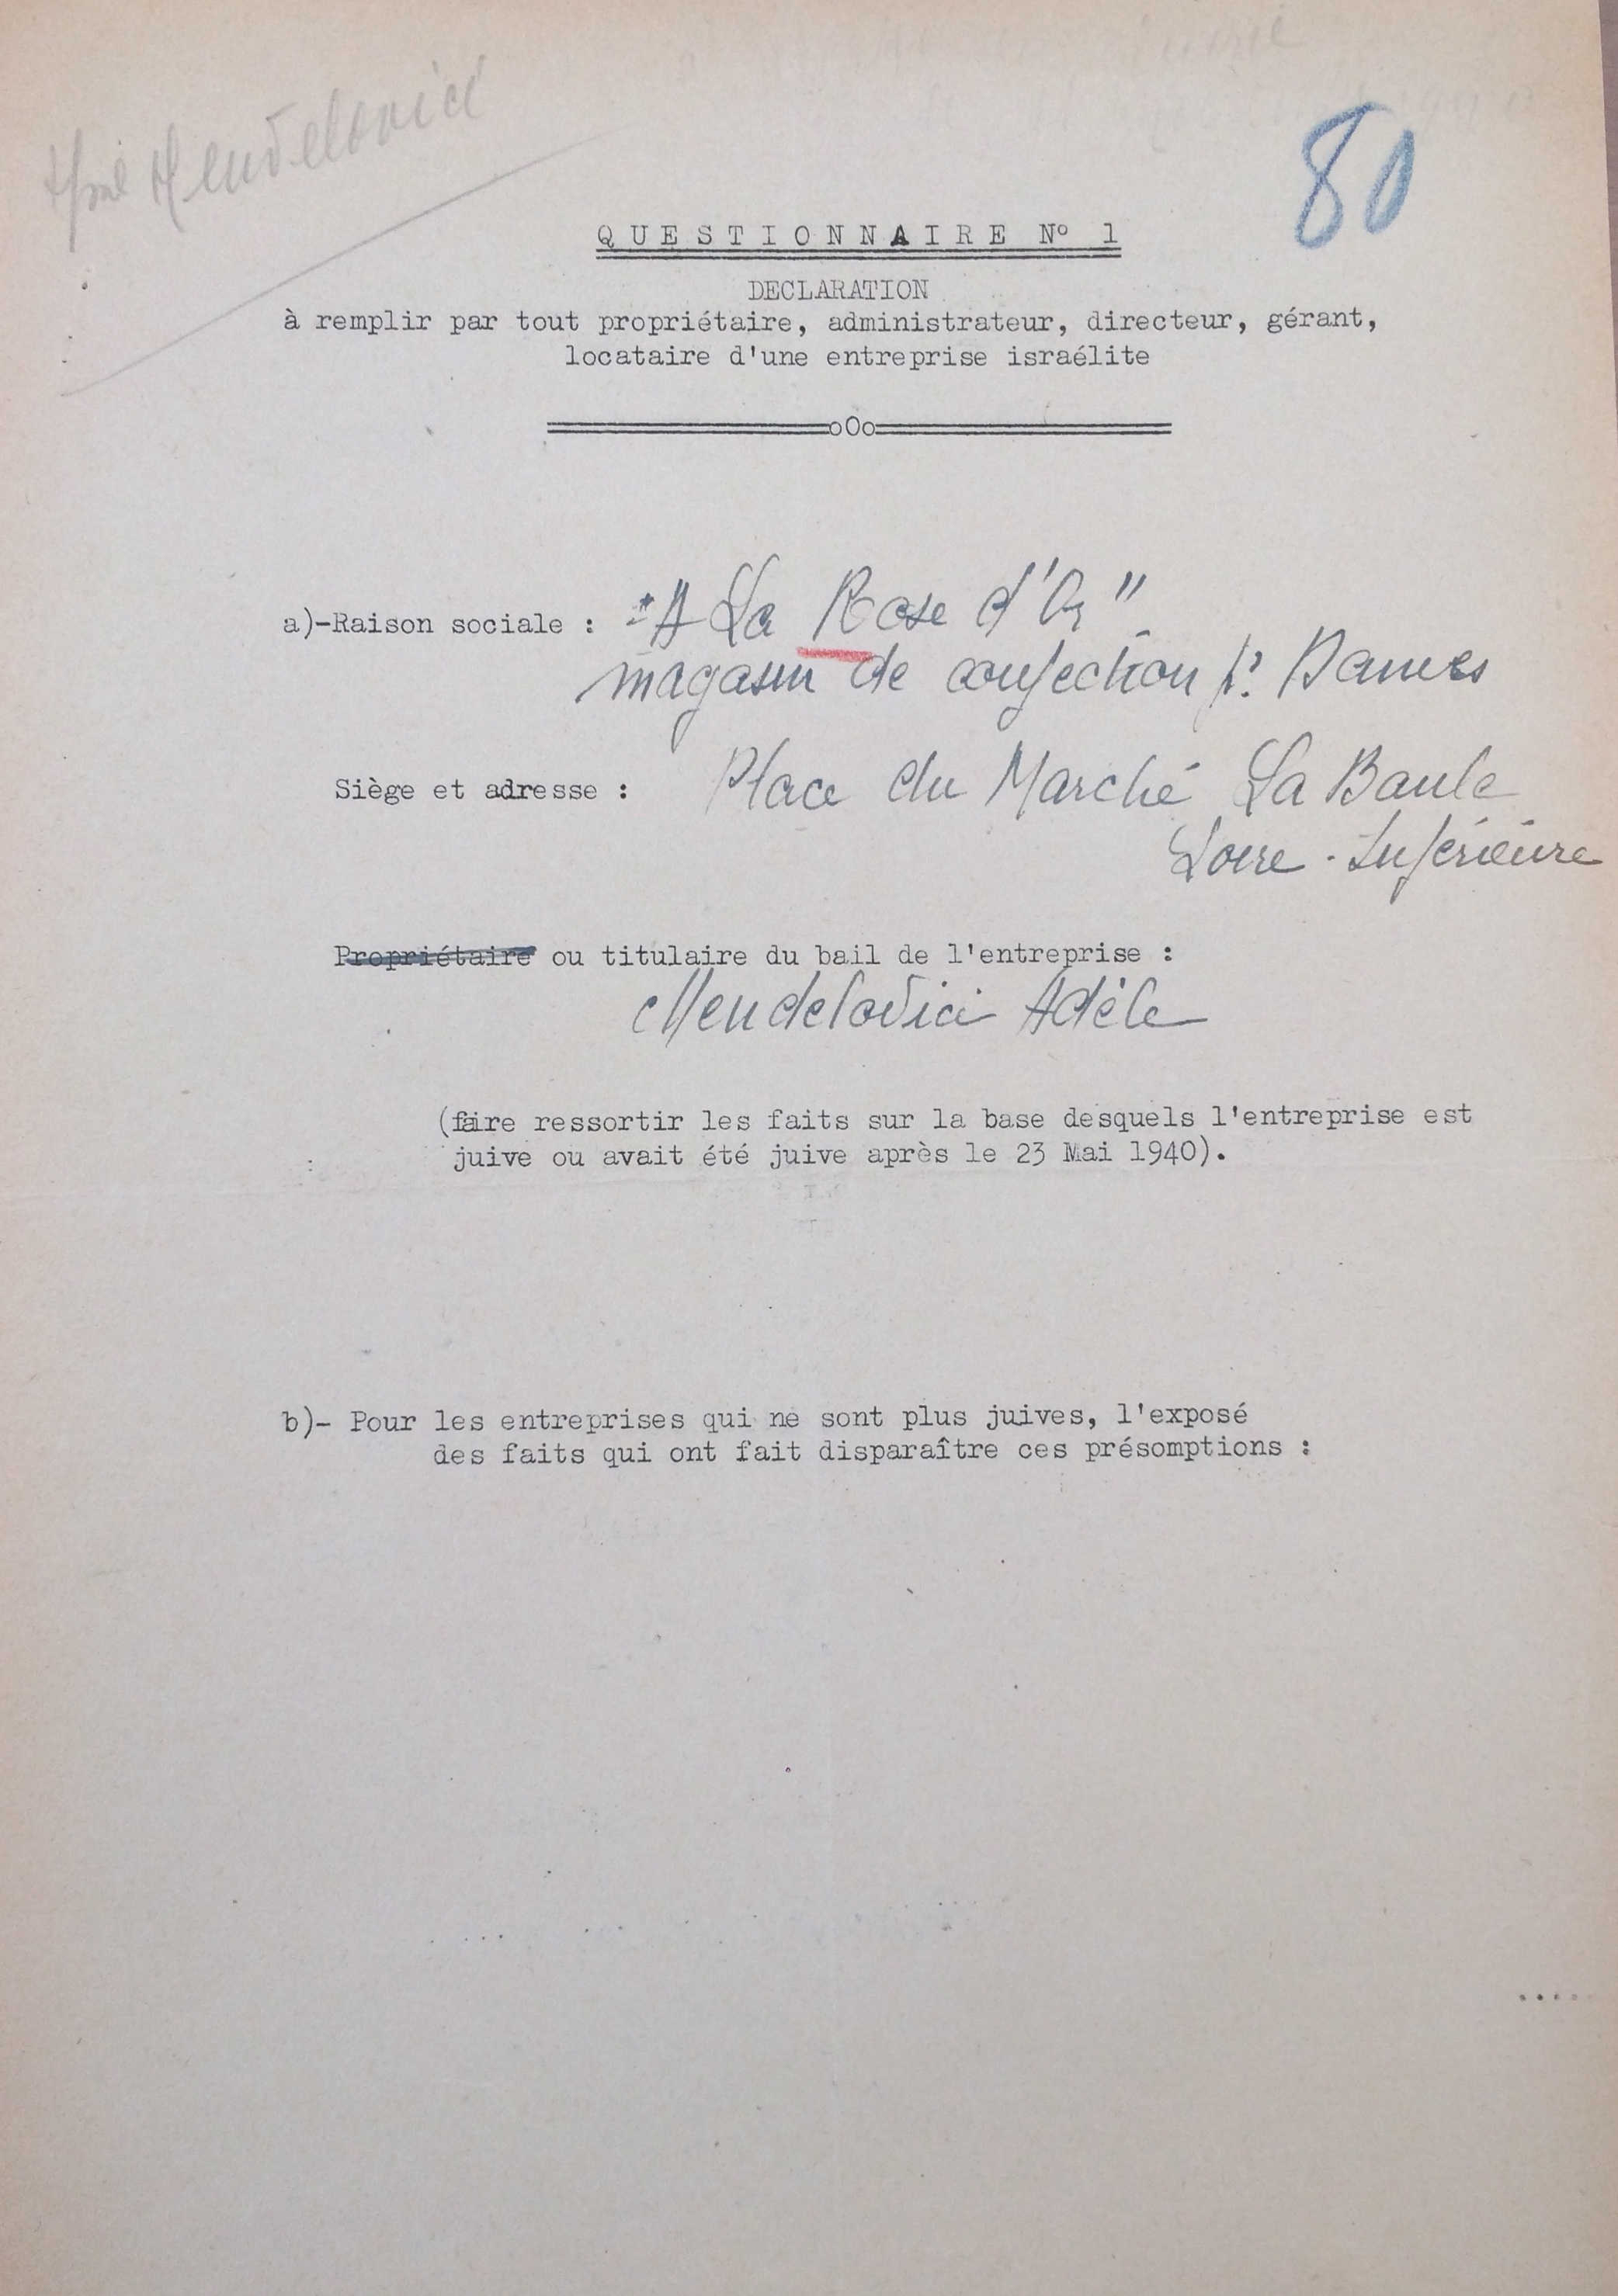 Mme Mendelovici
80
QUESTIONNAIRE No 1
DECLARATION
à remplir par tout propriétaire, administrateur, directeur, gérant,
locataire d'une entreprise israélite
oOo
a)-Raison sociale : "A La Rose d'Or"
magasin de confection pr Dames
Siège et adresse : Place du Marché La Baule
Loire-Inférieure
Propriétaire ou titulaire du bail de l'entreprise :
Mendelovici Adèle
(faire ressortir les faits sur la base desquels l'entreprise est
juive ou avait été juive après le 23 Mai 1940).
b)- Pour les entreprises qui ne sont plus juives, l'exposé
des faits qui ont fait disparaître ces présomptions :
.....